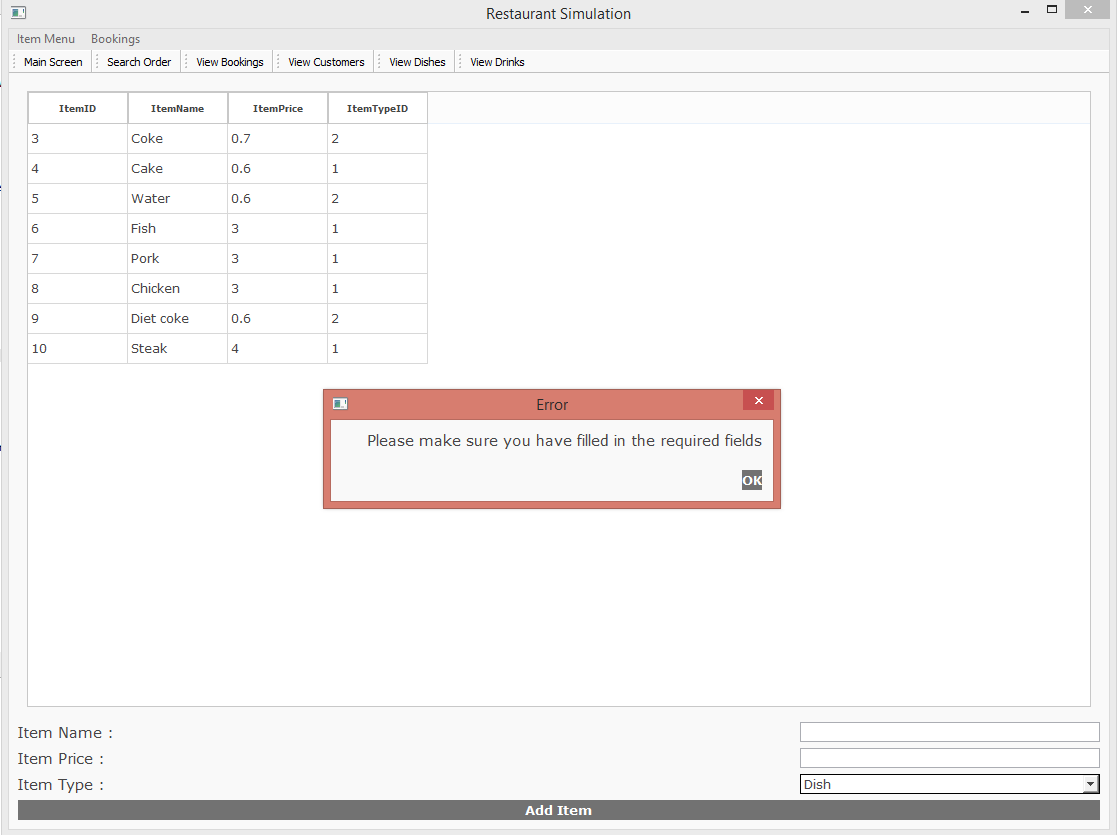 Restaurant Simulation
Item Menu Bookings
Main Screen Search Order View Bookings View Customers View Dishes View Drinks
ItemID ItemName ItemPrice ItemTypeID
3 Coke 0.7 2
4 Cake 0.6 1
5 Water 0.6 2
6 Fish 3 1
7 Pork 3 1
8 Chicken 3 1
9 Diet coke 0.6 2
10 Steak 4 1
Error
Please make sure you have filled in the required fields
OK
Item Name :
Item Price :
Item Type : Dish
Add Item